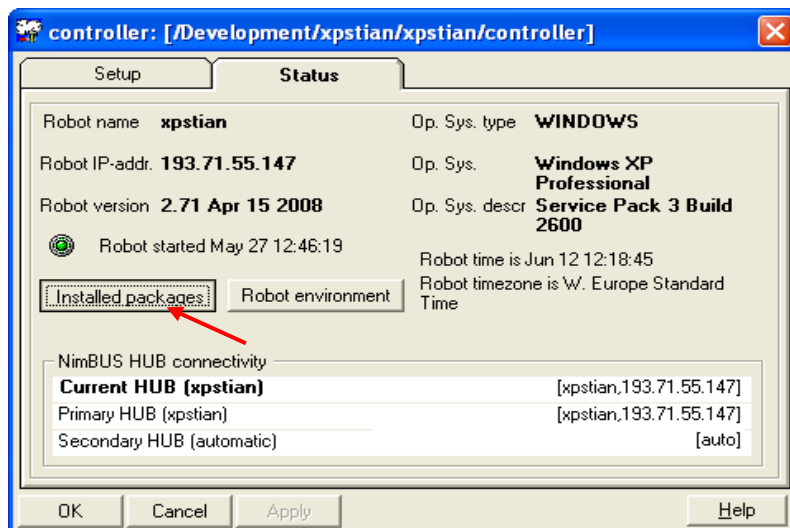 controller: [/Development/xpstian/xpstian/controller]
Setup
Status
Robot name xpstian
Op. Sys. type WINDOWS
Robot IP-addr. 193.71.55.147
Op. Sys. Windows XP
Professional
Robot version 2.71 Apr 15 2008
Op. Sys. descr Service Pack 3 Build
2600
Robot started May 27 12:46:19
Robot time is Jun 12 12:18:45
Robot timezone is W. Europe Standard
Time
Installed packages
Robot environment
NimBUS HUB connectivity
Current HUB (xpstian) [xpstian,193.71.55.147]
Primary HUB (xpstian) [xpstian,193.71.55.147]
Secondary HUB (automatic) [auto]
OK
Cancel
Apply
Help